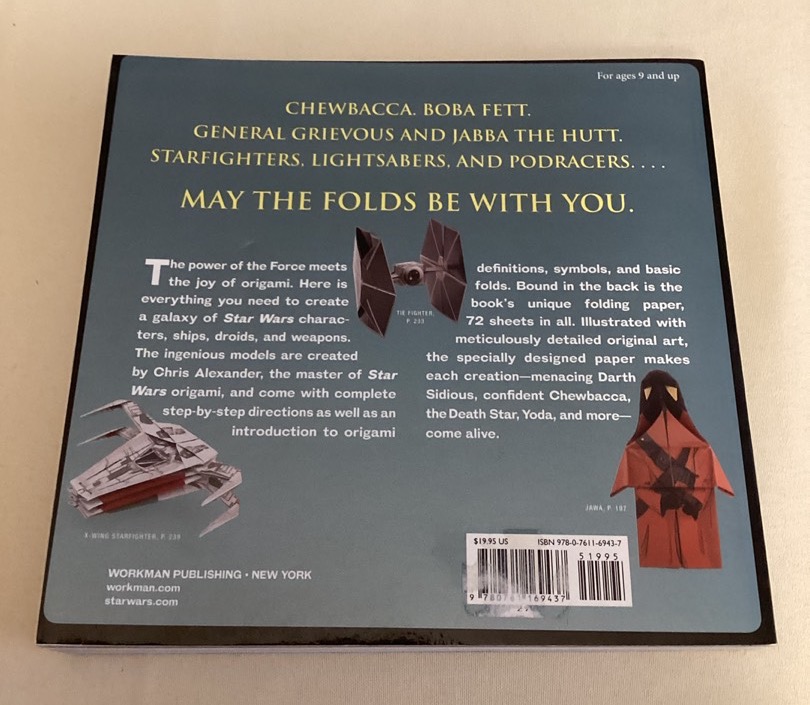 For ages 9 and up
CHEWBACCA. BOBA FETT.
GENERAL GRIEVOUS AND JABBA THE HUTT.
STARFIGHTERS, LIGHTSABERS, AND PODRACERS. . . .
MAY THE FOLDS BE WITH YOU.
The power of the Force meets
the joy of origami. Here is
everything you need to create
a galaxy of Star Wars charac-
ters, ships, droids, and weapons.
The ingenious models are created
by Chris Alexander, the master of Star
Wars origami, and come with complete
step-by-step directions as well as an
introduction to origami
TIE FIGHTER,
P. 233
definitions, symbols, and basic
folds. Bound in the back is the
book's unique folding paper,
72 sheets in all. Illustrated with
meticulously detailed original art,
the specially designed paper makes
each creation—menacing Darth
Sidious, confident Chewbacca,
the Death Star, Yoda, and more—
come alive.
X-WING STARFIGHTER, P. 239
JAWA, P. 187
$19.95 US ISBN 978-0-7611-6943-7
51995
WORKMAN PUBLISHING • NEW YORK
workman.com
starwars.com